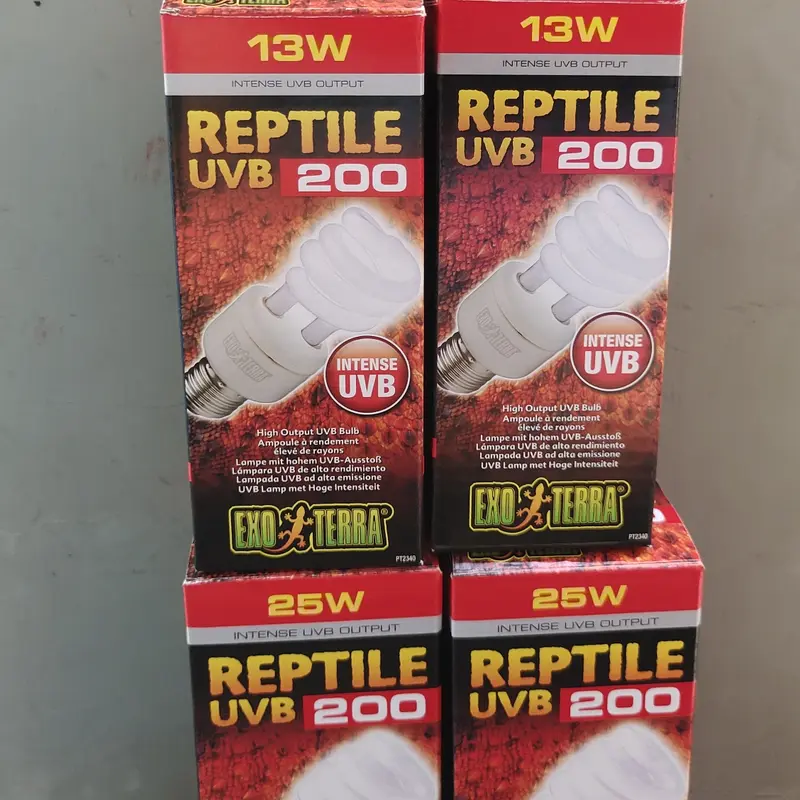 EXO TERRA
13W
INTENSE UVB OUTPUT
REPTILE
UVB 200
INTENSE
UVB
High Output UVB Bulb
Ampoule à rendement
élevé de rayons
Lampe mit hohem UVB-Ausstoß
Lámpara UVB de alto rendimiento
Lampada UVB ad alta emissione
UVB Lamp met Hoge Intensiteit
EXO TERRA®
PT2340
13W
INTENSE UVB OUTPUT
REPTILE
UVB 200
INTENSE
UVB
High Output UVB Bulb
Ampoule à rendement
élevé de rayons
Lampe mit hohem UVB-Ausstoß
Lámpara UVB de alto rendimiento
Lampada UVB ad alta emissione
UVB Lamp met Hoge Intensiteit
EXO TERRA®
PT2340
25W
INTENSE UVB OUTPUT
REPTILE
UVB 200
25W
INTENSE UVB OUTPUT
REPTILE
UVB 200